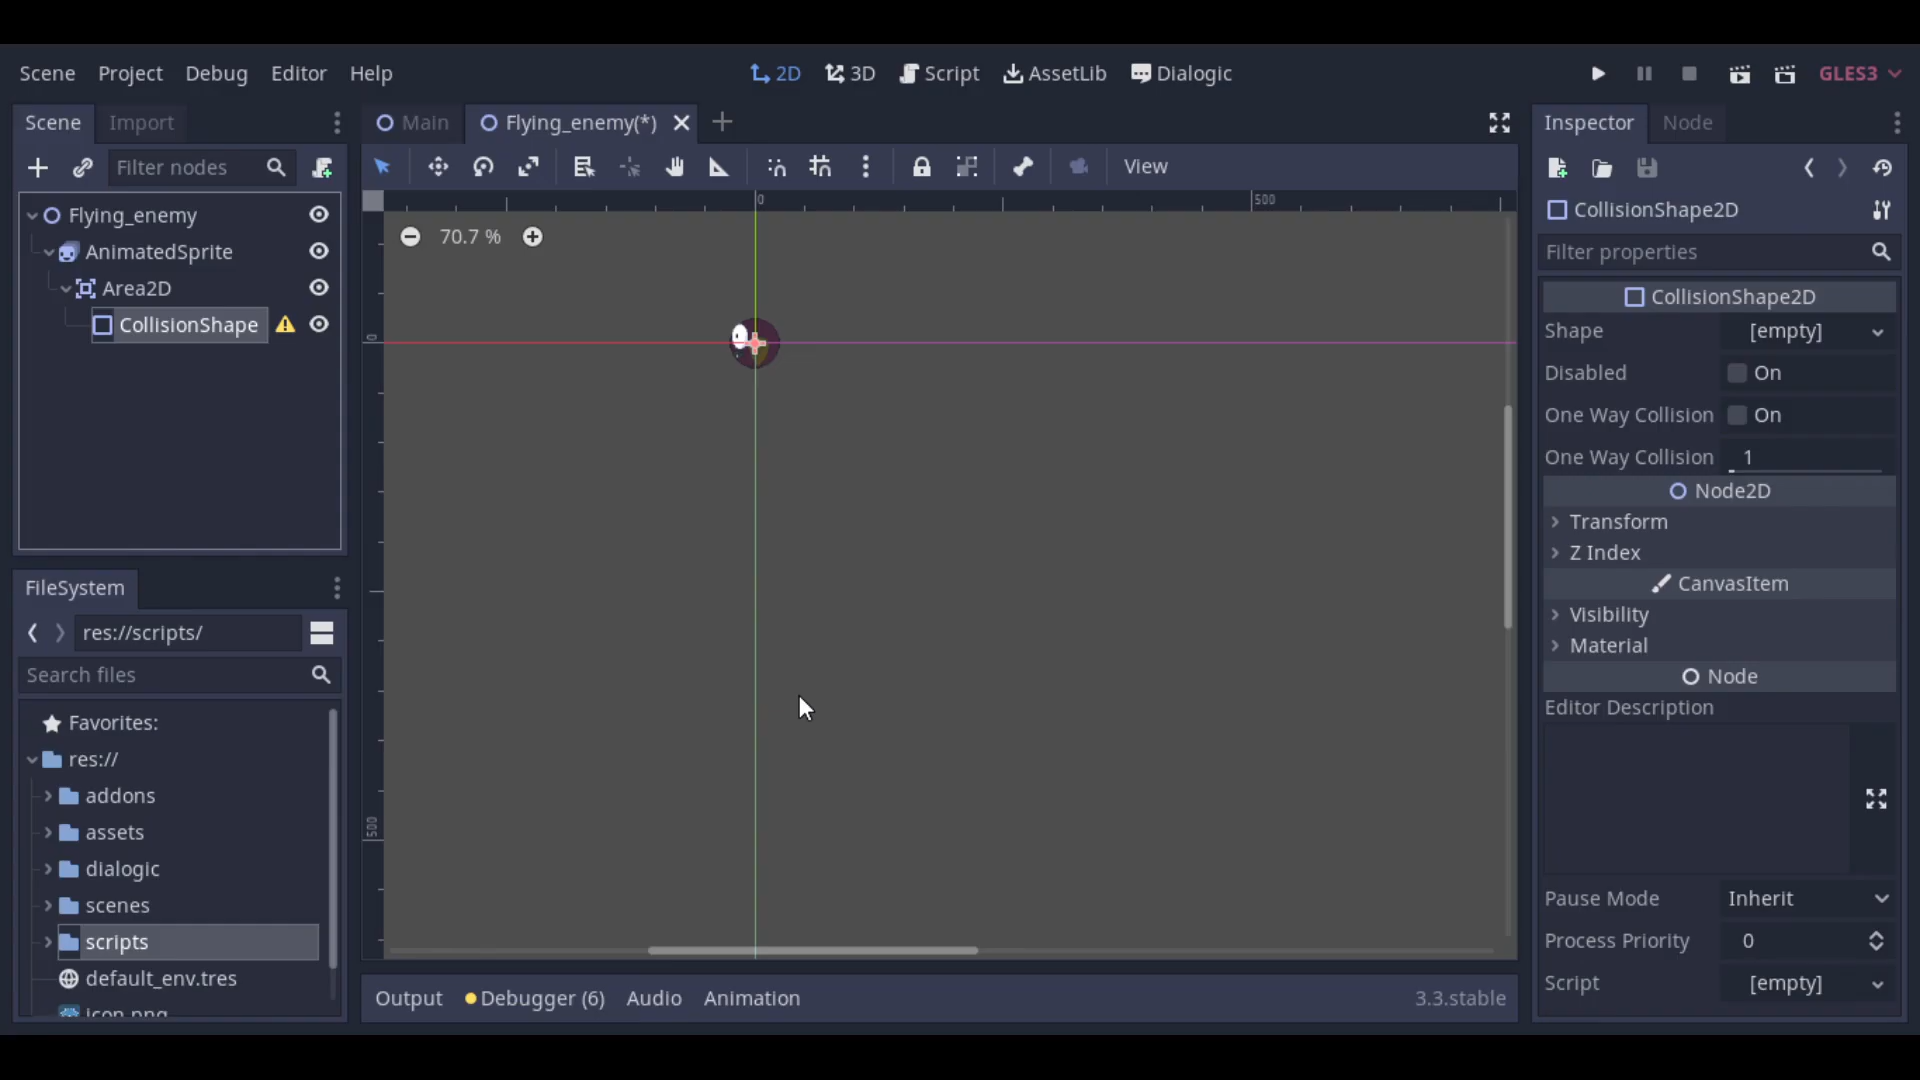 Scene Project Debug Editor Help 2D 3D Script AssetLib Dialogic GLES3
Scene Import
Filter nodes
Flying_enemy
AnimatedSprite
Area2D
CollisionShape
FileSystem
res://scripts/
Search files
Favorites:
res://
addons
assets
dialogic
scenes
scripts
default_env.tres
icon.png
Main Flying_enemy(*)
View
0 500
70.7 %
0
500
Output Debugger (6) Audio Animation 3.3.stable
Inspector Node
CollisionShape2D
Filter properties
CollisionShape2D
Shape [empty]
Disabled On
One Way Collision On
One Way Collision 1
Node2D
Transform
Z Index
CanvasItem
Visibility
Material
Node
Editor Description
Pause Mode Inherit
Process Priority 0
Script [empty]